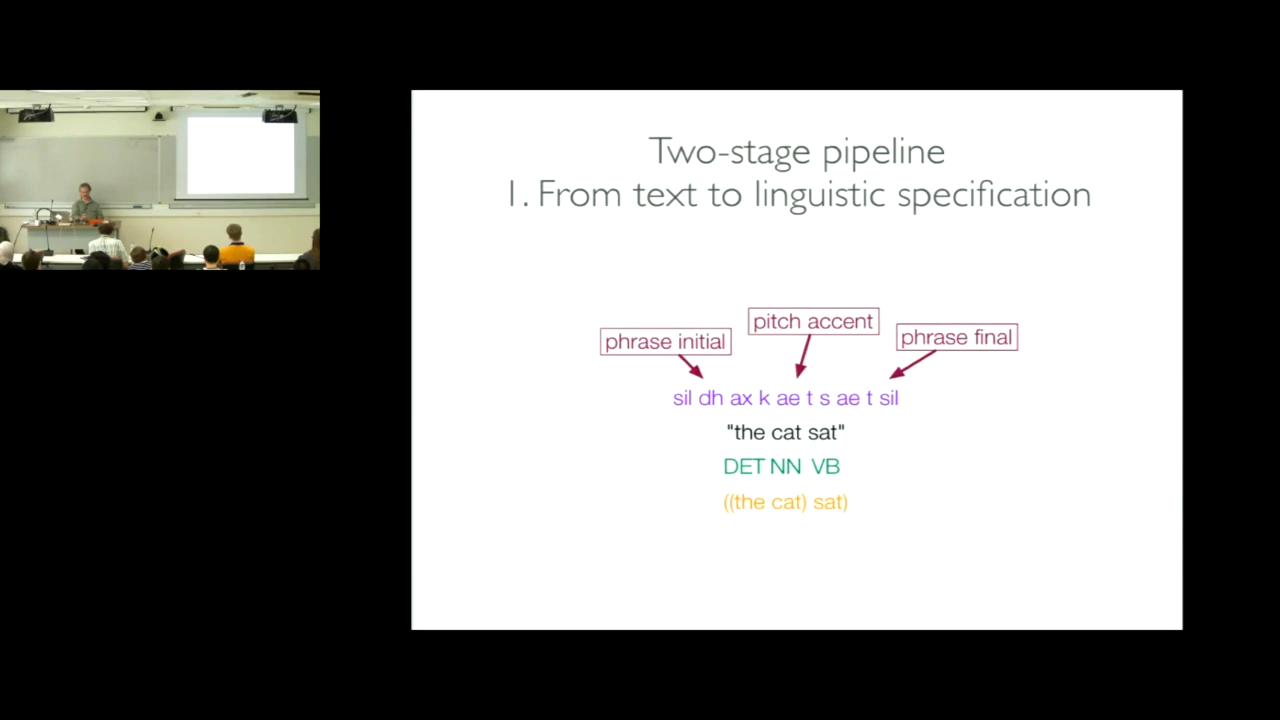 Two-stage pipeline
1. From text to linguistic specification
pitch accent
phrase initial
phrase final
sil dh ax k ae t s ae t sil
"the cat sat"
DET NN VB
((the cat) sat)